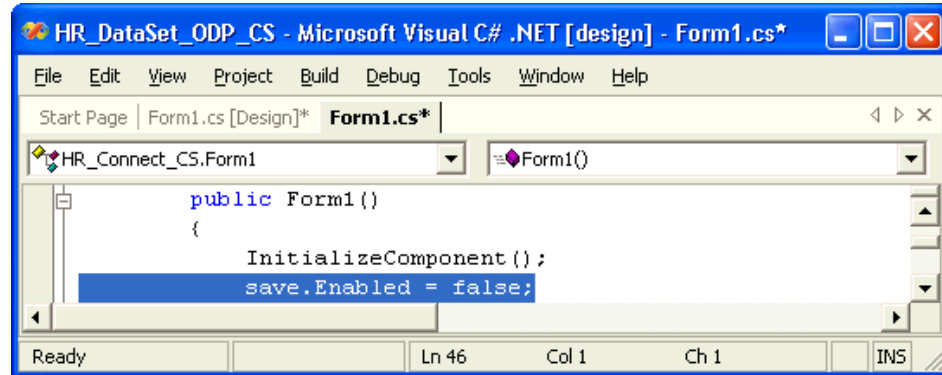 HR_DataSet_ODP_CS - Microsoft Visual C# .NET [design] - Form1.cs*
File Edit View Project Build Debug Tools Window Help
Start Page Form1.cs [Design]* Form1.cs*
HR_Connect_CS.Form1 Form1()
public Form1()
{
InitializeComponent();
save.Enabled = false;
Ready Ln 46 Col 1 Ch 1 INS